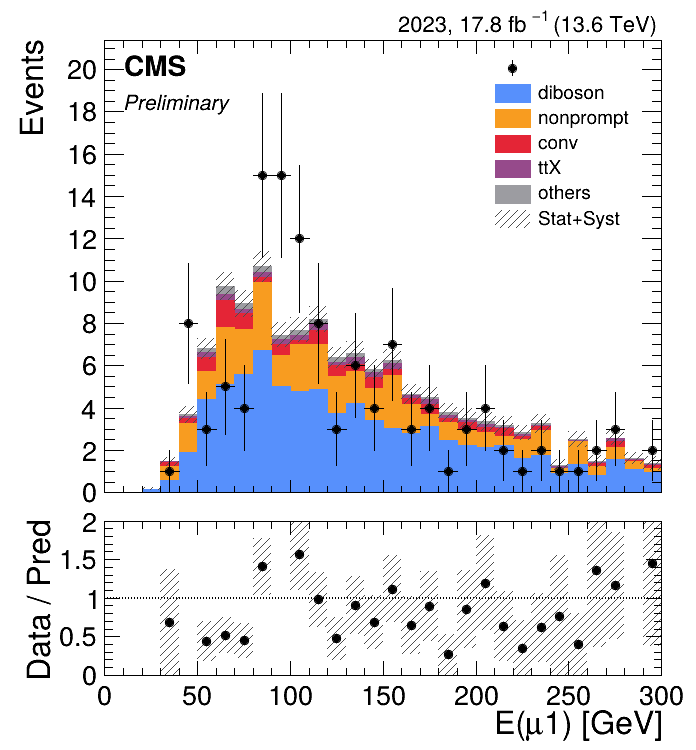 2023, 17.8 fb⁻¹ (13.6 TeV)
Events
CMS
Preliminary
diboson
nonprompt
conv
ttX
others
Stat+Syst
20
18
16
14
12
10
8
6
4
2
0
Data / Pred
2
1.5
1
0.5
0
0 50 100 150 200 250 300
E(μ1) [GeV]